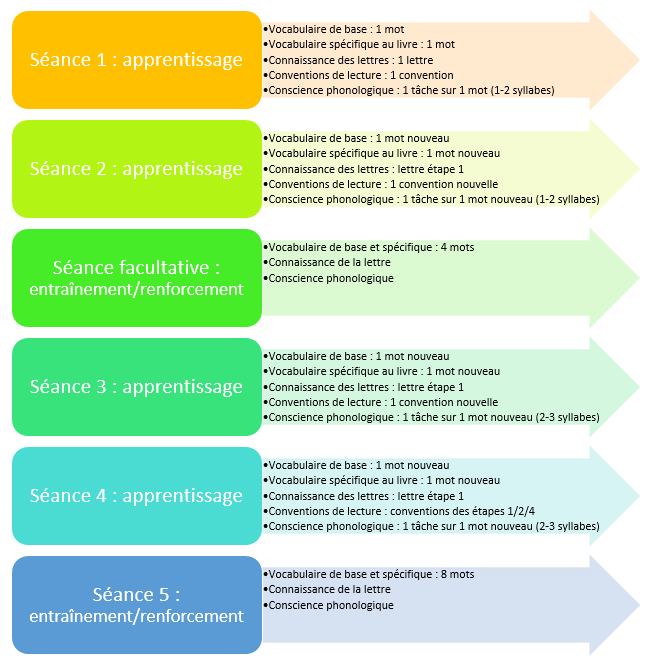 Séance 1 : apprentissage
•Vocabulaire de base : 1 mot
•Vocabulaire spécifique au livre : 1 mot
•Connaissance des lettres : 1 lettre
•Conventions de lecture : 1 convention
•Conscience phonologique : 1 tâche sur 1 mot (1-2 syllabes)
Séance 2 : apprentissage
•Vocabulaire de base : 1 mot nouveau
•Vocabulaire spécifique au livre : 1 mot nouveau
•Connaissance des lettres : lettre étape 1
•Conventions de lecture : 1 convention nouvelle
•Conscience phonologique : 1 tâche sur 1 mot nouveau (1-2 syllabes)
Séance facultative :
entraînement/renforcement
•Vocabulaire de base et spécifique : 4 mots
•Connaissance de la lettre
•Conscience phonologique
Séance 3 : apprentissage
•Vocabulaire de base : 1 mot nouveau
•Vocabulaire spécifique au livre : 1 mot nouveau
•Connaissance des lettres : lettre étape 1
•Conventions de lecture : 1 convention nouvelle
•Conscience phonologique : 1 tâche sur 1 mot nouveau (2-3 syllabes)
Séance 4 : apprentissage
•Vocabulaire de base : 1 mot nouveau
•Vocabulaire spécifique au livre : 1 mot nouveau
•Connaissance des lettres : lettre étape 1
•Conventions de lecture : conventions des étapes 1/2/4
•Conscience phonologique : 1 tâche sur 1 mot nouveau (2-3 syllabes)
Séance 5 :
entraînement/renforcement
•Vocabulaire de base et spécifique : 8 mots
•Connaissance de la lettre
•Conscience phonologique